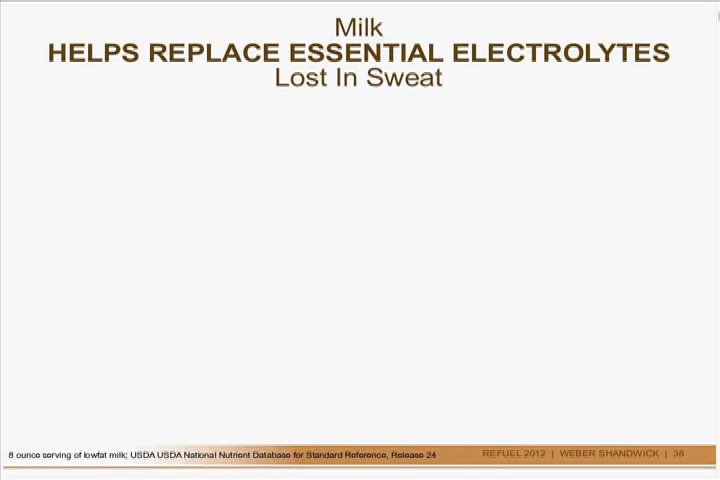 Milk
HELPS REPLACE ESSENTIAL ELECTROLYTES
Lost In Sweat
8 ounce serving of lowfat milk; USDA USDA National Nutrient Database for Standard Reference, Release 24
REFUEL 2012 | WEBER SHANDWICK | 38